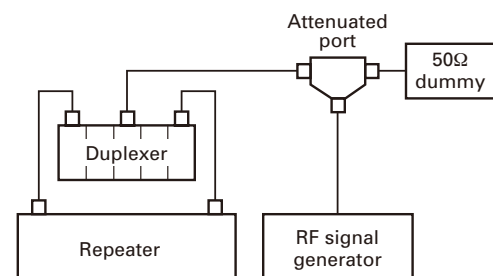 Attenuated
port
50Ω
dummy
Duplexer
Repeater
RF signal
generator